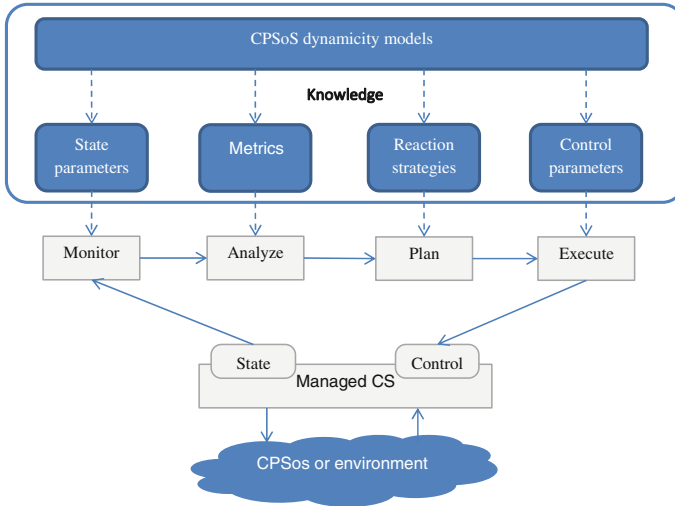 CPSoS dynamicity models
Knowledge
State
parameters
Metrics
Reaction
strategies
Control
parameters
Monitor
Analyze
Plan
Execute
State
Control
Managed CS
CPSos or environment